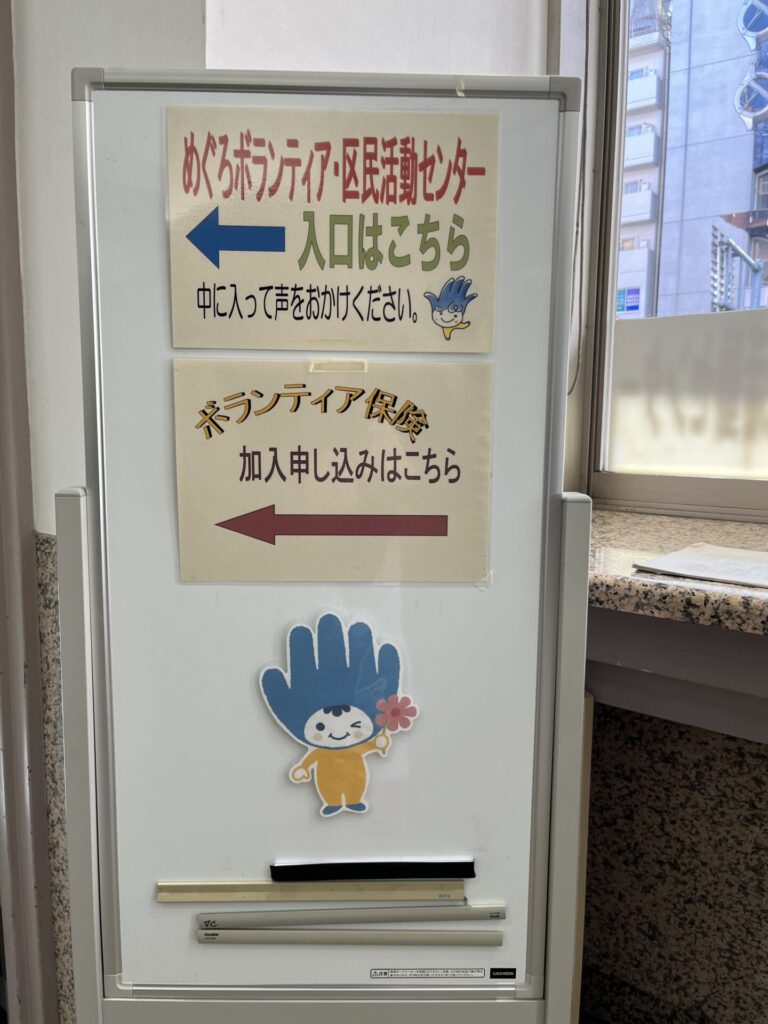 めぐろボランティア・区民活動センター
入口はこちら
中に入って声をおかけください。
ボランティア保険
加入申し込みはこちら
注意
UCHIDA